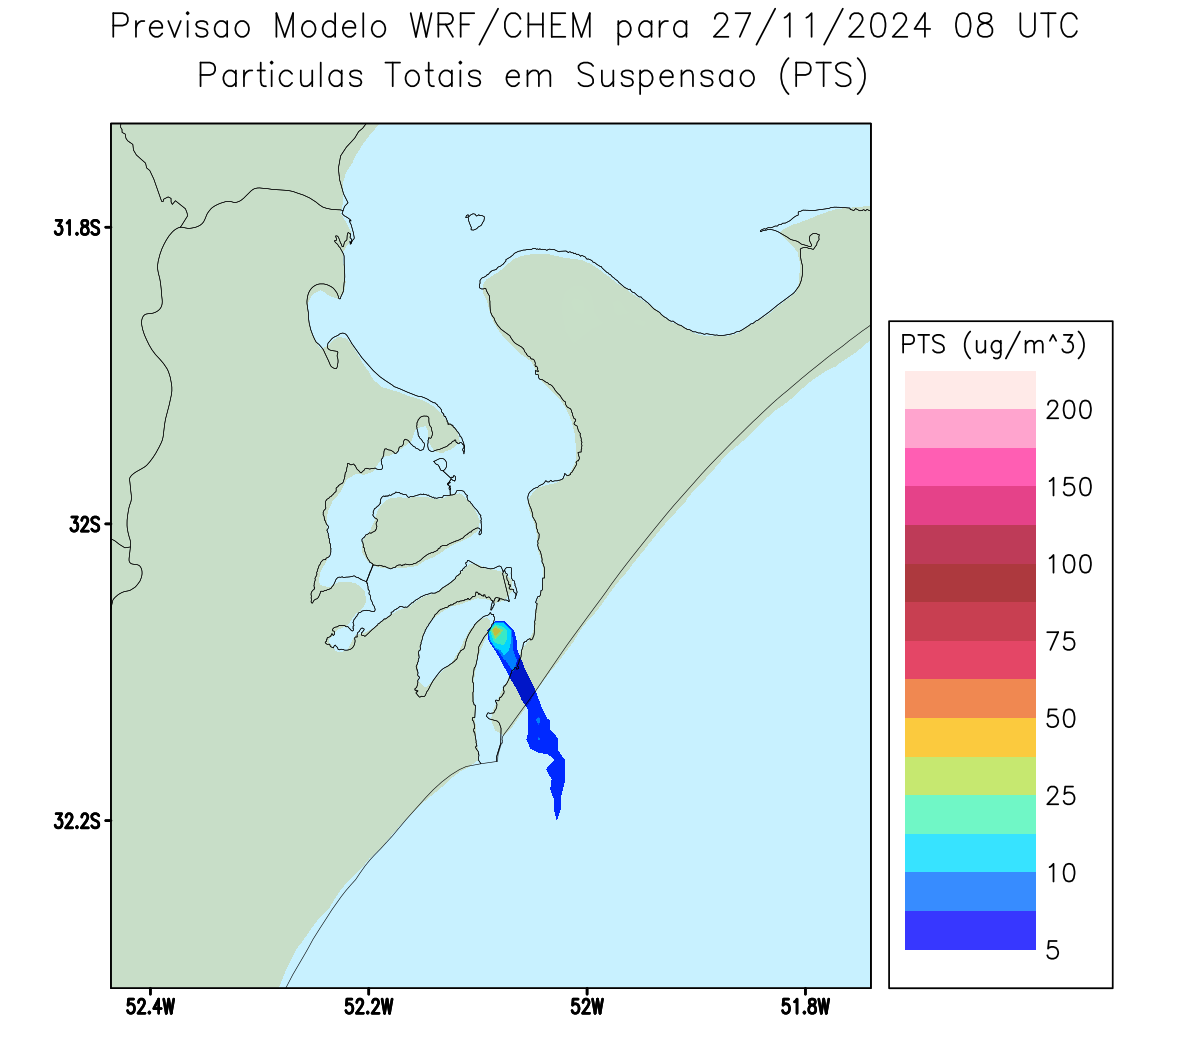 Previsao Modelo WRF/CHEM para 27/11/2024 08 UTC
Particulas Totais em Suspensao (PTS)
31.8S
32S
32.2S
52.4W
52.2W
52W
51.8W
PTS (ug/m^3)
200
150
100
75
50
25
10
5